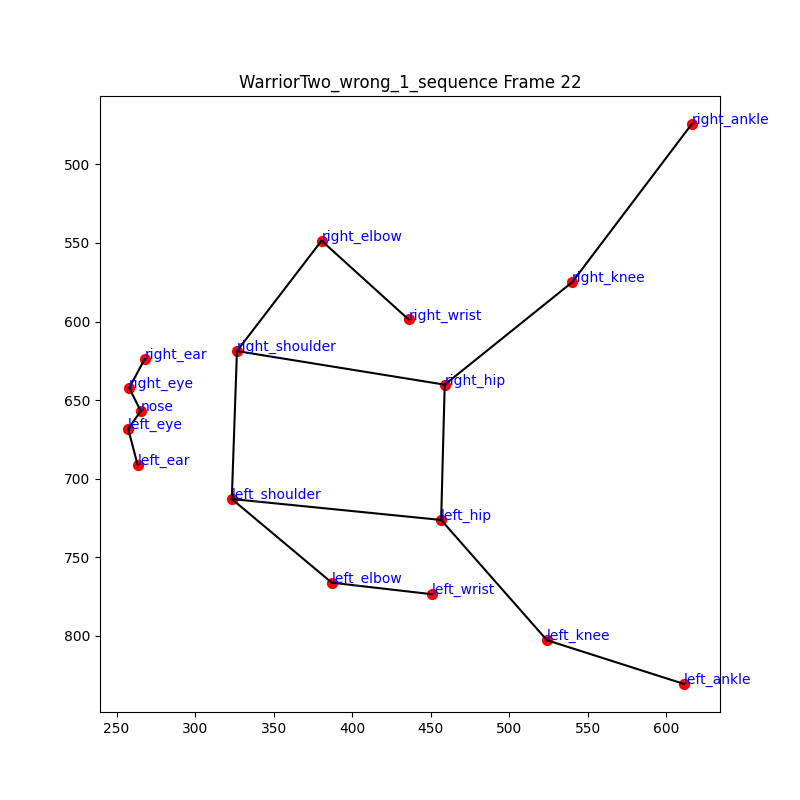 WarriorTwo_wrong_1_sequence Frame 22
right_ankle
500
right_elbow
550
right_knee
right_wrist
600
right_shoulder
right_ear
right_hip
right_eye
650
nose
left_eye
left_ear
700
left_shoulder
left_hip
750
left_elbow
left_wrist
left_knee
800
left_ankle
250 300 350 400 450 500 550 600